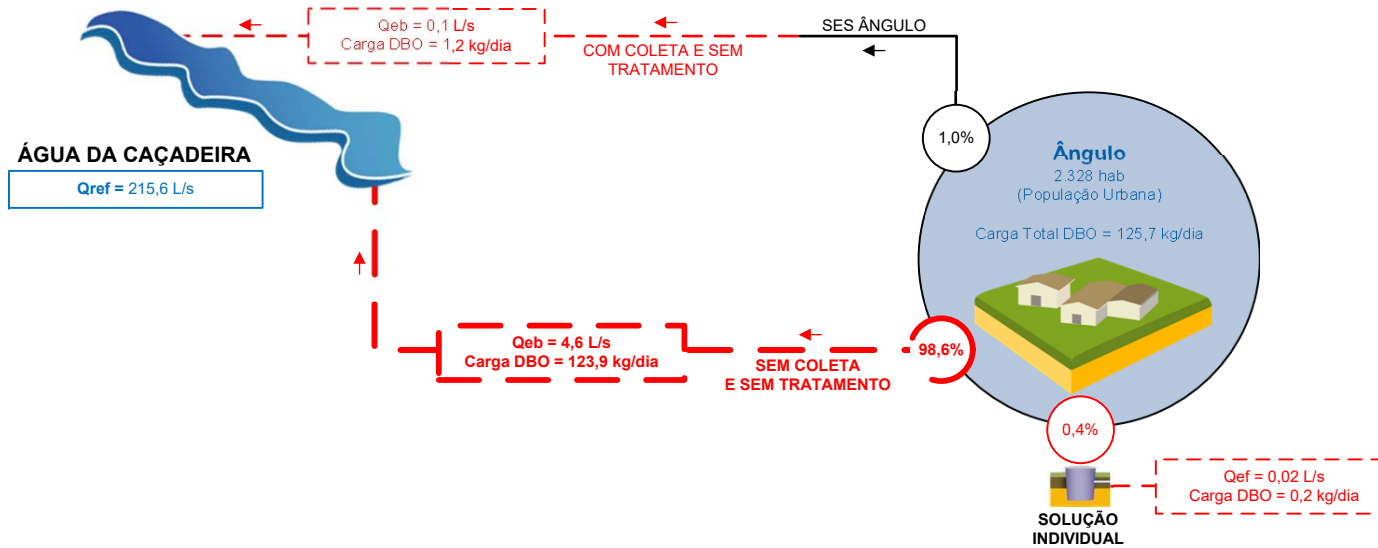 Qeb = 0,1 L/s
Carga DBO = 1,2 kg/dia
COM COLETA E SEM
TRATAMENTO
SES ÂNGULO
1,0%
ÁGUA DA CAÇADEIRA
Qref = 215,6 L/s
Ângulo
2.328 hab
(População Urbana)
Carga Total DBO = 125,7 kg/dia
Qeb = 4,6 L/s
Carga DBO = 123,9 kg/dia
SEM COLETA
E SEM TRATAMENTO
98,6%
0,4%
SOLUÇÃO
INDIVIDUAL
Qef = 0,02 L/s
Carga DBO = 0,2 kg/dia